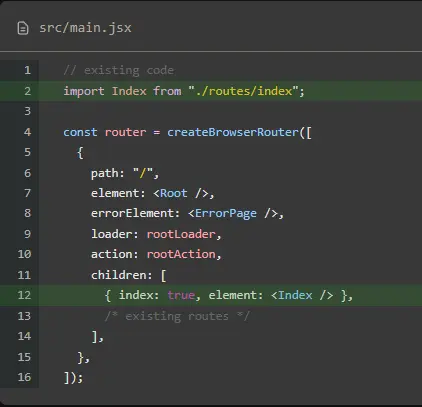 src/main.jsx
1 // existing code
2 import Index from "./routes/index";
3
4 const router = createBrowserRouter([
5   {
6     path: "/",
7     element: <Root />,
8     errorElement: <ErrorPage />,
9     loader: rootLoader,
10     action: rootAction,
11     children: [
12       { index: true, element: <Index /> },
13       /* existing routes */
14     ],
15   },
16 ]);